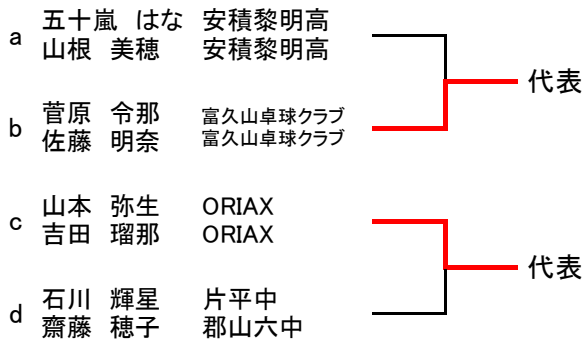 a 五十嵐 はな 安積黎明高
山根 美穂 安積黎明高
代表
b 菅原 令那 富久山卓球クラブ
佐藤 明奈 富久山卓球クラブ
c 山本 弥生 ORIAX
吉田 瑠那 ORIAX
代表
d 石川 輝星 片平中
齋藤 穂子 郡山六中